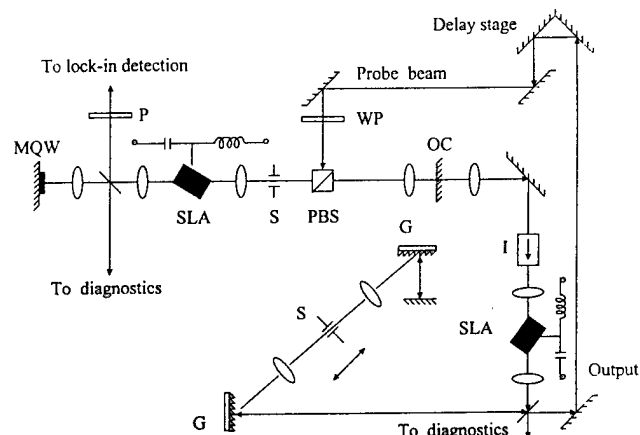 Delay stage
To lock-in detection
Probe beam
P
WP
MQW
OC
SLA
S
PBS
G
I
To diagnostics
S
SLA
Output
G
To diagnostics